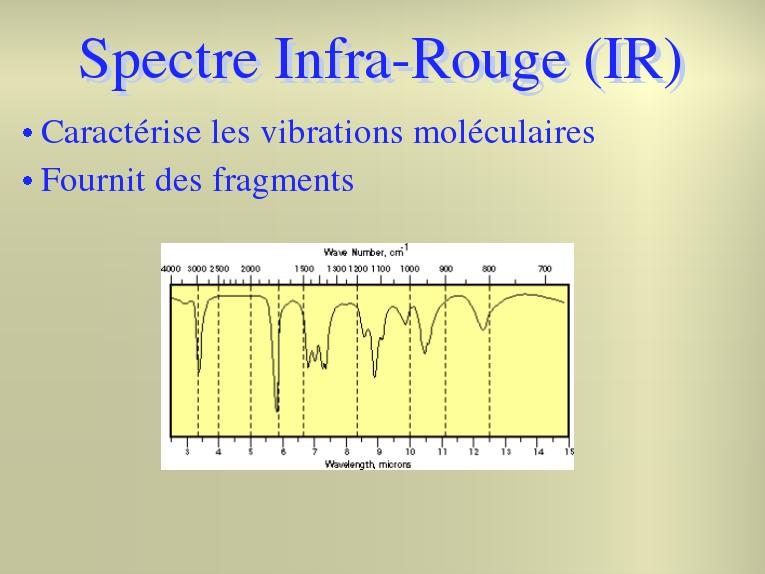 Spectre Infra-Rouge (IR)
• Caractérise les vibrations moléculaires
• Fournit des fragments
Wave Number, cm-1
4000 3000 2500 2000 1500 1300 1200 1100 1000 900 800 700
3 4 5 6 7 8 9 10 11 12 13 14 15
Wavelength, microns